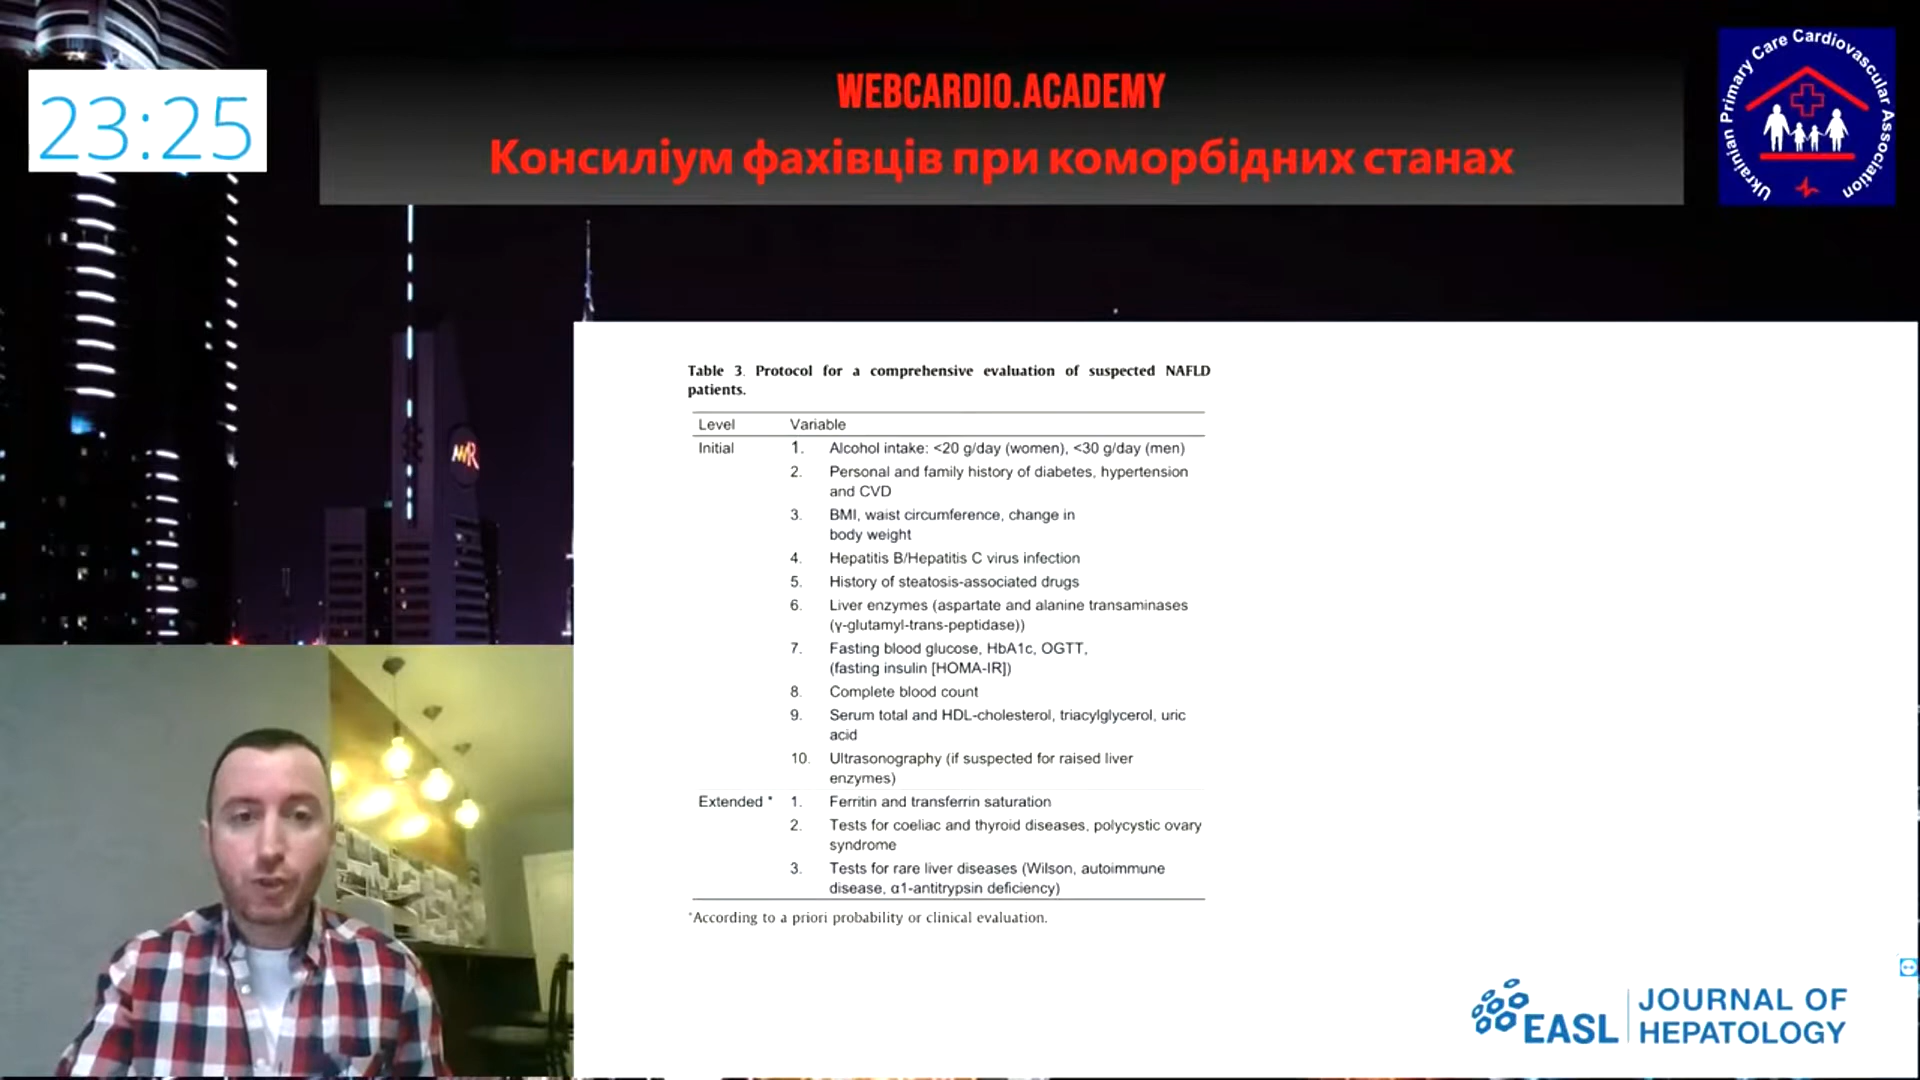 23:25
WEBCARDIO.ACADEMY
Консиліум фахівців при коморбідних станах
Ukrainian Primary Care Cardiovascular Association
AWR
Table 3. Protocol for a comprehensive evaluation of suspected NAFLD
patients.
Level Variable
Initial 1. Alcohol intake: <20 g/day (women), <30 g/day (men)
2. Personal and family history of diabetes, hypertension
and CVD
3. BMI, waist circumference, change in
body weight
4. Hepatitis B/Hepatitis C virus infection
5. History of steatosis-associated drugs
6. Liver enzymes (aspartate and alanine transaminases
(γ-glutamyl-trans-peptidase))
7. Fasting blood glucose, HbA1c, OGTT,
(fasting insulin [HOMA-IR])
8. Complete blood count
9. Serum total and HDL-cholesterol, triacylglycerol, uric
acid
10. Ultrasonography (if suspected for raised liver
enzymes)
Extended * 1. Ferritin and transferrin saturation
2. Tests for coeliac and thyroid diseases, polycystic ovary
syndrome
3. Tests for rare liver diseases (Wilson, autoimmune
disease, α1-antitrypsin deficiency)
*According to a priori probability or clinical evaluation.
EASL JOURNAL OF
HEPATOLOGY